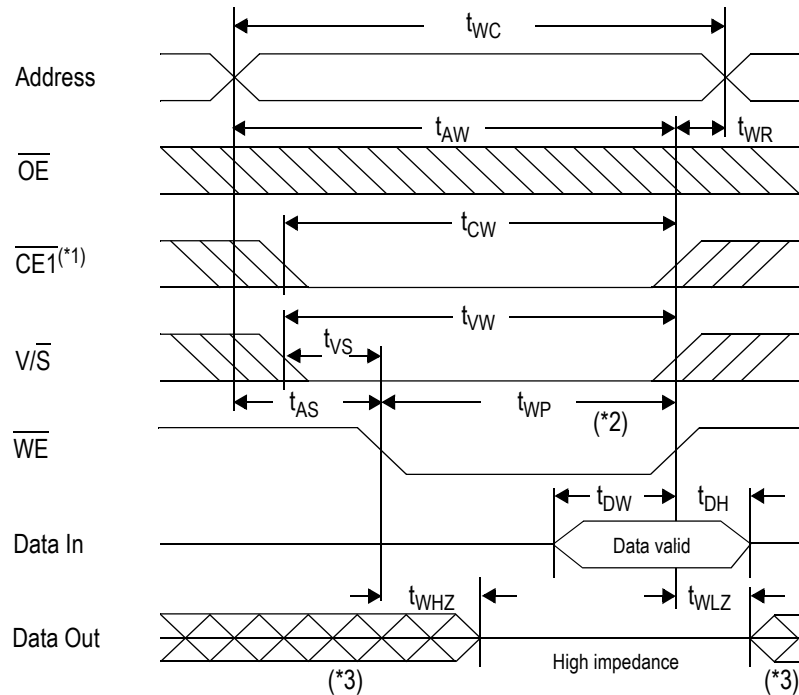 tWC
Address
tAW
tWR
OE
tCW
CE1(*1)
tVW
tVS
V/S
tAS
tWP
(*2)
WE
tDW
tDH
Data In
Data valid
tWHZ
tWLZ
Data Out
High impedance
(*3)
(*3)